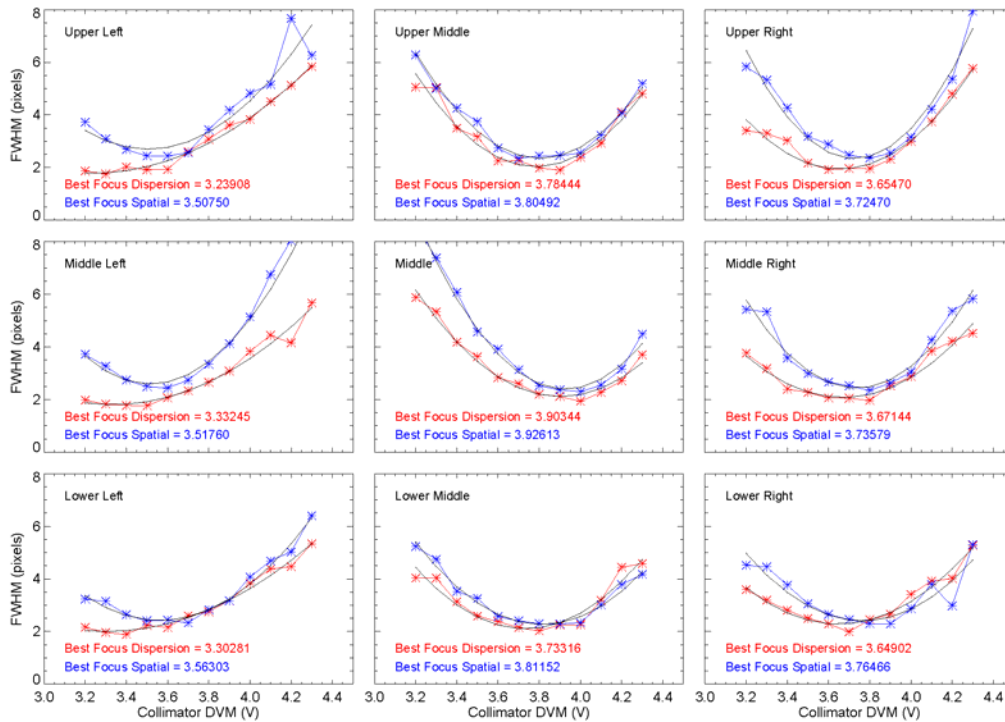 Upper Left
Upper Middle
Upper Right
8
6
4
2
0
FWHM (pixels)
Best Focus Dispersion = 3.23908
Best Focus Spatial = 3.50750
Best Focus Dispersion = 3.78444
Best Focus Spatial = 3.80492
Best Focus Dispersion = 3.65470
Best Focus Spatial = 3.72470
Middle Left
Middle
Middle Right
8
6
4
2
0
FWHM (pixels)
Best Focus Dispersion = 3.33245
Best Focus Spatial = 3.51760
Best Focus Dispersion = 3.90344
Best Focus Spatial = 3.92613
Best Focus Dispersion = 3.67144
Best Focus Spatial = 3.73579
Lower Left
Lower Middle
Lower Right
8
6
4
2
0
FWHM (pixels)
Best Focus Dispersion = 3.30281
Best Focus Spatial = 3.56303
Best Focus Dispersion = 3.73316
Best Focus Spatial = 3.81152
Best Focus Dispersion = 3.64902
Best Focus Spatial = 3.76466
3.0 3.2 3.4 3.6 3.8 4.0 4.2 4.4
3.0 3.2 3.4 3.6 3.8 4.0 4.2 4.4
3.0 3.2 3.4 3.6 3.8 4.0 4.2 4.4
Collimator DVM (V)
Collimator DVM (V)
Collimator DVM (V)